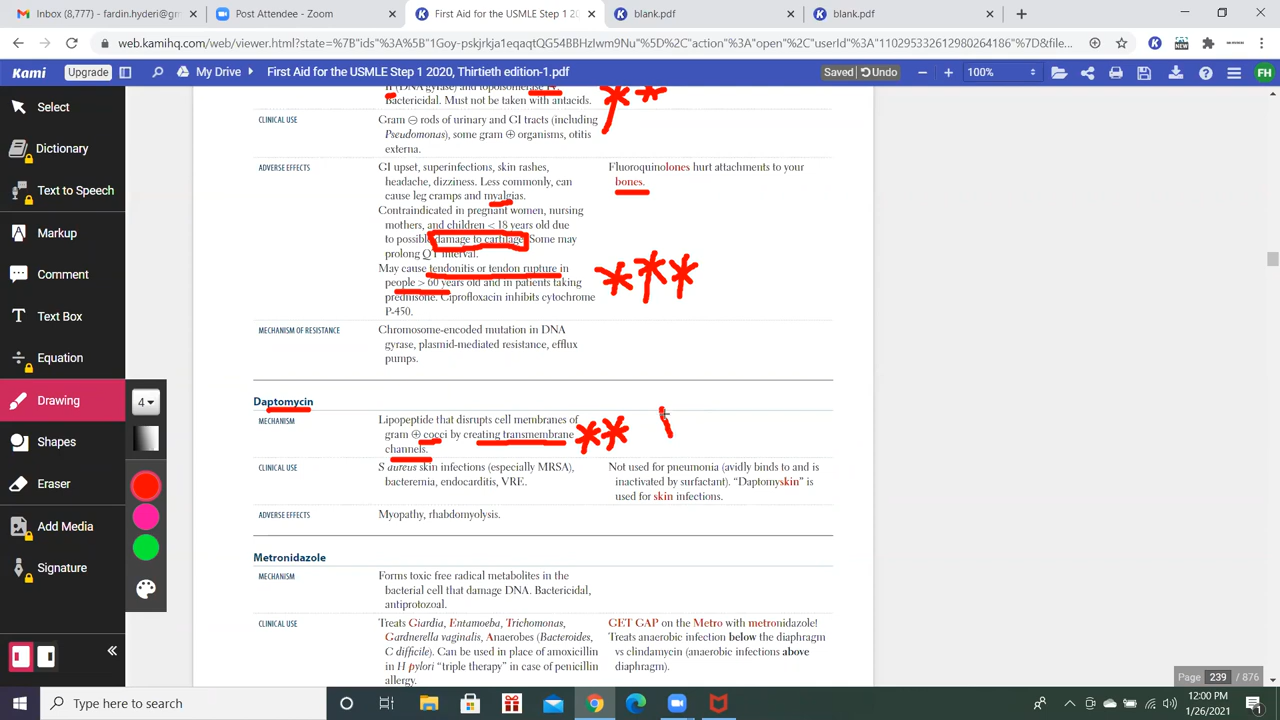 fardin.hyderi@gm
Post Attendee - Zoom
First Aid for the USMLE Step 1 20
blank.pdf
blank.pdf
web.kamihq.com/web/viewer.html?state=%7B"ids"%3A%5B"1Goy-pskjrkja1eqaqtQG54BBHzIwm9Nu"%5D%2C"action"%3A"open"%2C"userId"%3A"110295332612980264186"%7D&file...
NEW
FH
Kami
Upgrade
My Drive
First Aid for the USMLE Step 1 2020, Thirtieth edition-1.pdf
Saved
Undo
100%
FH
Select
Dictionary
Text to Speech
Markup
Comment
Text Box
Equation
Drawing
4
Shapes
Eraser
Add Media
Signature
II (DNA gyrase) and topoisomerase IV.
Bactericidal. Must not be taken with antacids.
CLINICAL USE
Gram ⊖ rods of urinary and GI tracts (including
Pseudomonas), some gram ⊕ organisms, otitis
externa.
ADVERSE EFFECTS
GI upset, superinfections, skin rashes,
headache, dizziness. Less commonly, can
cause leg cramps and myalgias.
Contraindicated in pregnant women, nursing
mothers, and children < 18 years old due
to possible damage to cartilage. Some may
prolong QT interval.
May cause tendonitis or tendon rupture in
people > 60 years old and in patients taking
prednisone. Ciprofloxacin inhibits cytochrome
P-450.
Fluoroquinolones hurt attachments to your
bones.
MECHANISM OF RESISTANCE
Chromosome-encoded mutation in DNA
gyrase, plasmid-mediated resistance, efflux
pumps.
Daptomycin
MECHANISM
Lipopeptide that disrupts cell membranes of
gram ⊕ cocci by creating transmembrane
channels.
CLINICAL USE
S aureus skin infections (especially MRSA),
bacteremia, endocarditis, VRE.
Not used for pneumonia (avidly binds to and is
inactivated by surfactant). "Daptomyskin" is
used for skin infections.
ADVERSE EFFECTS
Myopathy, rhabdomyolysis.
Metronidazole
MECHANISM
Forms toxic free radical metabolites in the
bacterial cell that damage DNA. Bactericidal,
antiprotozoal.
CLINICAL USE
Treats Giardia, Entamoeba, Trichomonas,
Gardnerella vaginalis, Anaerobes (Bacteroides,
C difficile). Can be used in place of amoxicillin
in H pylori "triple therapy" in case of penicillin
allergy.
GET GAP on the Metro with metronidazole!
Treats anaerobic infection below the diaphragm
vs clindamycin (anaerobic infections above
diaphragm).
Page 239 / 876
Type here to search
12:00 PM
1/26/2021